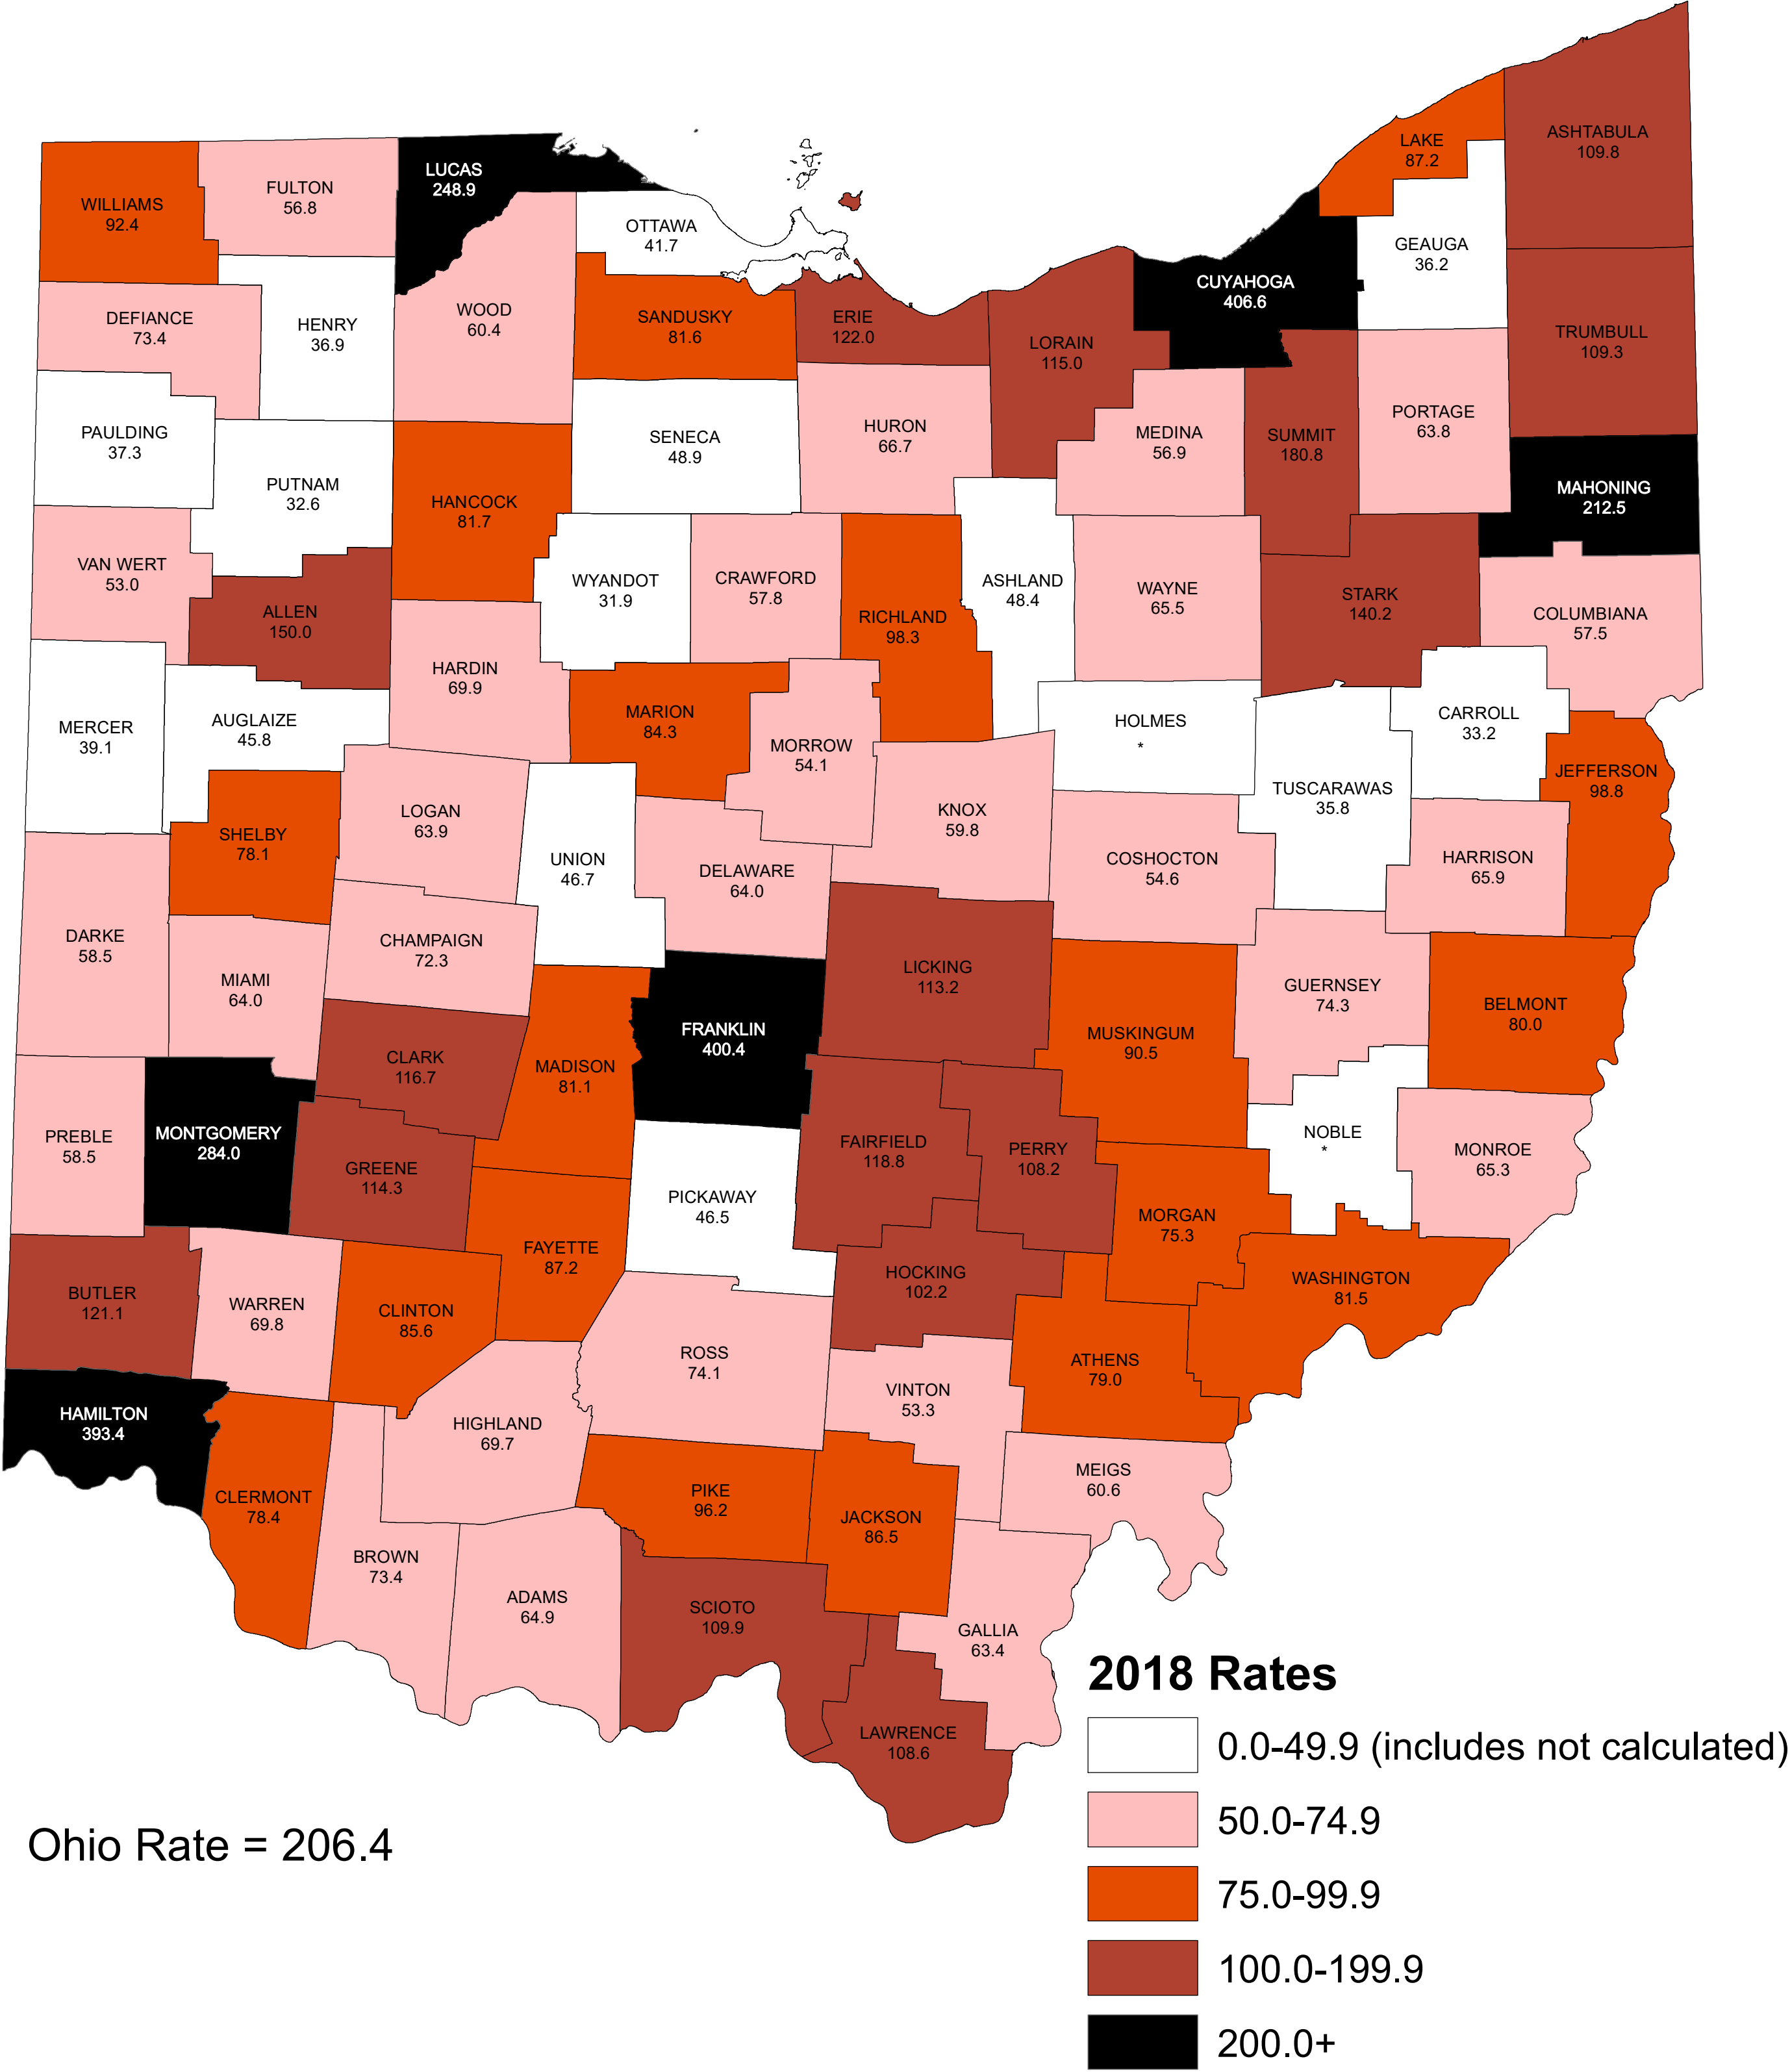 ASHTABULA
109.8
LAKE
87.2
LUCAS
248.9
FULTON
56.8
WILLIAMS
92.4
OTTAWA
41.7
GEAUGA
36.2
CUYAHOGA
406.6
DEFIANCE
73.4
HENRY
36.9
WOOD
60.4
SANDUSKY
81.6
ERIE
122.0
LORAIN
115.0
TRUMBULL
109.3
PAULDING
37.3
PUTNAM
32.6
HANCOCK
81.7
SENECA
48.9
HURON
66.7
MEDINA
56.9
SUMMIT
180.8
PORTAGE
63.8
MAHONING
212.5
VAN WERT
53.0
ALLEN
150.0
WYANDOT
31.9
CRAWFORD
57.8
RICHLAND
98.3
ASHLAND
48.4
WAYNE
65.5
STARK
140.2
COLUMBIANA
57.5
MERCER
39.1
AUGLAIZE
45.8
HARDIN
69.9
MARION
84.3
MORROW
54.1
HOLMES
*
CARROLL
33.2
TUSCARAWAS
35.8
JEFFERSON
98.8
SHELBY
78.1
LOGAN
63.9
UNION
46.7
DELAWARE
64.0
KNOX
59.8
COSHOCTON
54.6
HARRISON
65.9
DARKE
58.5
MIAMI
64.0
CHAMPAIGN
72.3
LICKING
113.2
MUSKINGUM
90.5
GUERNSEY
74.3
BELMONT
80.0
CLARK
116.7
MADISON
81.1
FRANKLIN
400.4
PREBLE
58.5
MONTGOMERY
284.0
GREENE
114.3
FAIRFIELD
118.8
PERRY
108.2
NOBLE
*
MONROE
65.3
PICKAWAY
46.5
MORGAN
75.3
FAYETTE
87.2
HOCKING
102.2
WASHINGTON
81.5
BUTLER
121.1
WARREN
69.8
CLINTON
85.6
ROSS
74.1
ATHENS
79.0
VINTON
53.3
HAMILTON
393.4
HIGHLAND
69.7
CLERMONT
78.4
PIKE
96.2
JACKSON
86.5
MEIGS
60.6
BROWN
73.4
ADAMS
64.9
SCIOTO
109.9
GALLIA
63.4
LAWRENCE
108.6
2018 Rates
0.0-49.9 (includes not calculated)
50.0-74.9
75.0-99.9
100.0-199.9
200.0+
Ohio Rate = 206.4